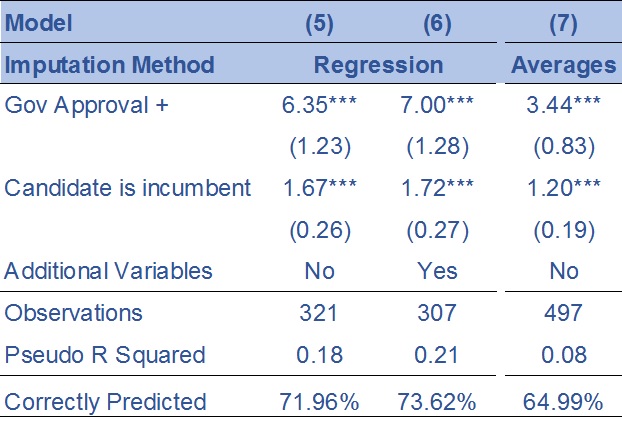 Model (5) (6) (7)
Imputation Method Regression Averages
Gov Approval + 6.35*** 7.00*** 3.44***
(1.23) (1.28) (0.83)
Candidate is incumbent 1.67*** 1.72*** 1.20***
(0.26) (0.27) (0.19)
Additional Variables No Yes No
Observations 321 307 497
Pseudo R Squared 0.18 0.21 0.08
Correctly Predicted 71.96% 73.62% 64.99%